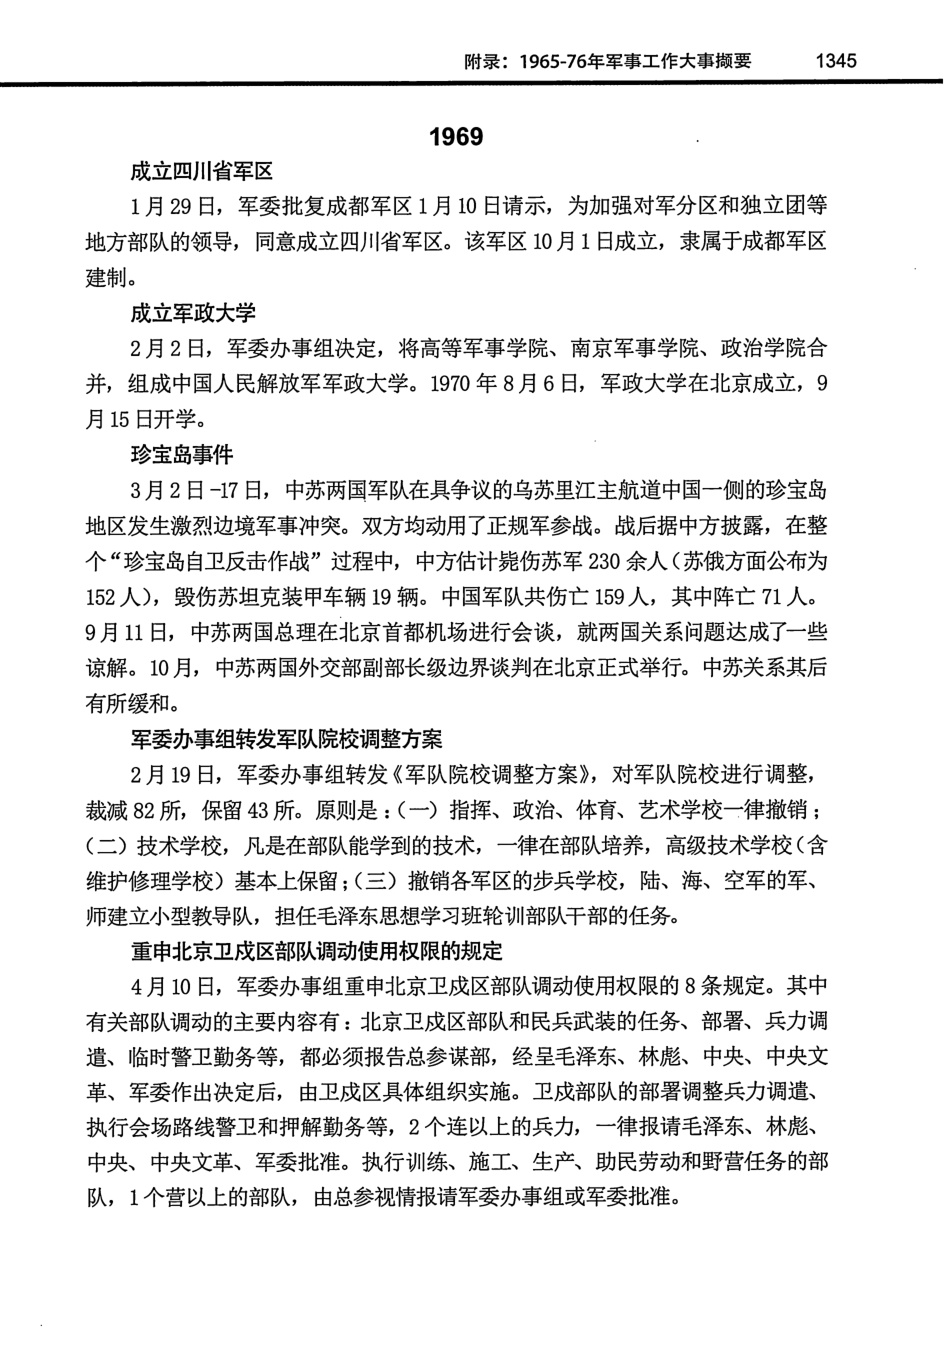 附录：1965-76年军事工作大事撷要 1345
1969
成立四川省军区
1月29日，军委批复成都军区1月10日请示，为加强对军分区和独立团等
地方部队的领导，同意成立四川省军区。该军区10月1日成立，隶属于成都军区
建制。
成立军政大学
2月2日，军委办事组决定，将高等军事学院、南京军事学院、政治学院合
并，组成中国人民解放军军政大学。1970年8月6日，军政大学在北京成立，9
月15日开学。
珍宝岛事件
3月2日-17日，中苏两国军队在具争议的乌苏里江主航道中国一侧的珍宝岛
地区发生激烈边境军事冲突。双方均动用了正规军参战。战后据中方披露，在整
个“珍宝岛自卫反击作战”过程中，中方估计毙伤苏军230余人（苏俄方面公布为
152人），毁伤苏坦克装甲车辆19辆。中国军队共伤亡159人，其中阵亡71人。
9月11日，中苏两国总理在北京首都机场进行会谈，就两国关系问题达成了一些
谅解。10月，中苏两国外交部副部长级边界谈判在北京正式举行。中苏关系其后
有所缓和。
军委办事组转发军队院校调整方案
2月19日，军委办事组转发《军队院校调整方案》，对军队院校进行调整，
裁减82所，保留43所。原则是：（一）指挥、政治、体育、艺术学校一律撤销；
（二）技术学校，凡是在部队能学到的技术，一律在部队培养，高级技术学校（含
维护修理学校）基本上保留；（三）撤销各军区的步兵学校，陆、海、空军的军、
师建立小型教导队，担任毛泽东思想学习班轮训部队干部的任务。
重申北京卫戍区部队调动使用权限的规定
4月10日，军委办事组重申北京卫戍区部队调动使用权限的8条规定。其中
有关部队调动的主要内容有：北京卫戍区部队和民兵武装的任务、部署、兵力调
遣、临时警卫勤务等，都必须报告总参谋部，经呈毛泽东、林彪、中央、中央文
革、军委作出决定后，由卫戍区具体组织实施。卫戍部队的部署调整兵力调遣、
执行会场路线警卫和押解勤务等，2个连以上的兵力，一律报请毛泽东、林彪、
中央、中央文革、军委批准。执行训练、施工、生产、助民劳动和野营任务的部
队，1个营以上的部队，由总参视情报请军委办事组或军委批准。